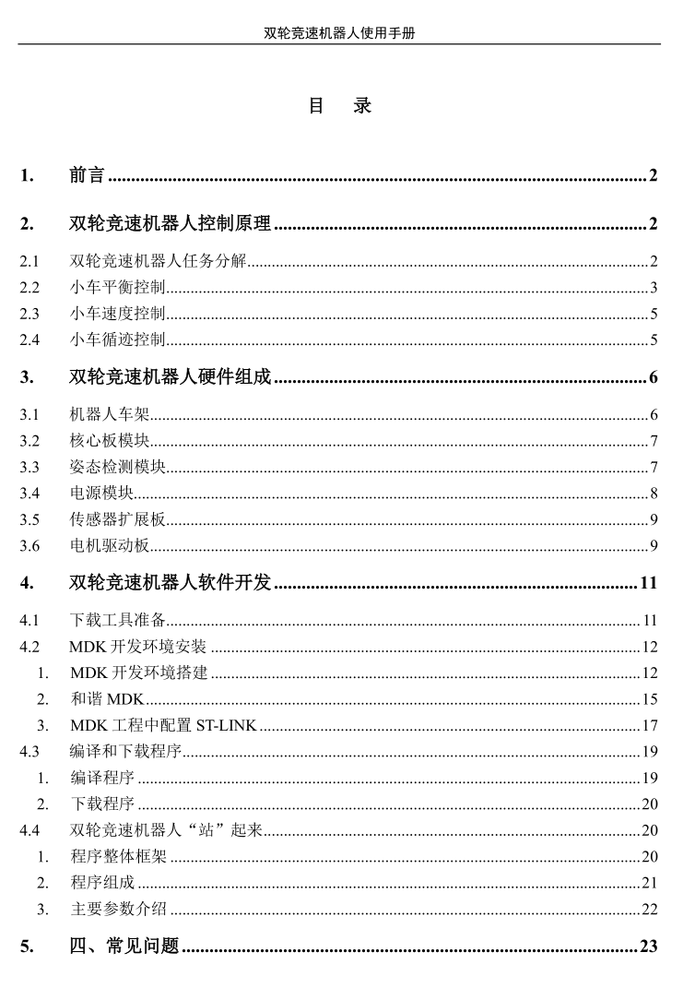 双轮竞速机器人使用手册
目 录
1. 前言 2
2. 双轮竞速机器人控制原理 2
2.1 双轮竞速机器人任务分解 2
2.2 小车平衡控制 3
2.3 小车速度控制 5
2.4 小车循迹控制 5
3. 双轮竞速机器人硬件组成 6
3.1 机器人车架 6
3.2 核心板模块 7
3.3 姿态检测模块 7
3.4 电源模块 8
3.5 传感器扩展板 9
3.6 电机驱动板 9
4. 双轮竞速机器人软件开发 11
4.1 下载工具准备 11
4.2 MDK 开发环境安装 12
1. MDK 开发环境搭建 12
2. 和谐 MDK 15
3. MDK 工程中配置 ST-LINK 17
4.3 编译和下载程序 19
1. 编译程序 19
2. 下载程序 20
4.4 双轮竞速机器人“站”起来 20
1. 程序整体框架 20
2. 程序组成 21
3. 主要参数介绍 22
5. 四、常见问题 23